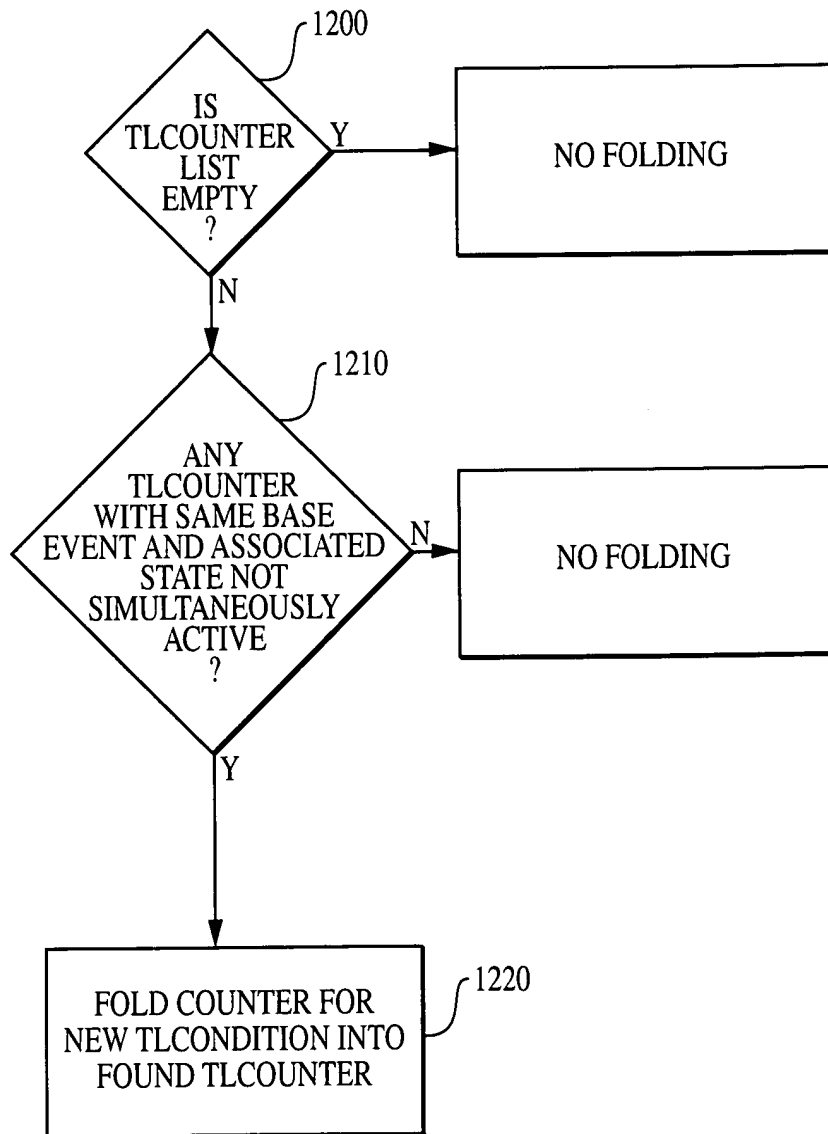 1200
IS
TLCOUNTER
LIST
EMPTY
?
Y
NO FOLDING
N
1210
ANY
TLCOUNTER
WITH SAME BASE
EVENT AND ASSOCIATED
STATE NOT
SIMULTANEOUSLY
ACTIVE
?
N
NO FOLDING
Y
1220
FOLD COUNTER FOR
NEW TLCONDITION INTO
FOUND TLCOUNTER